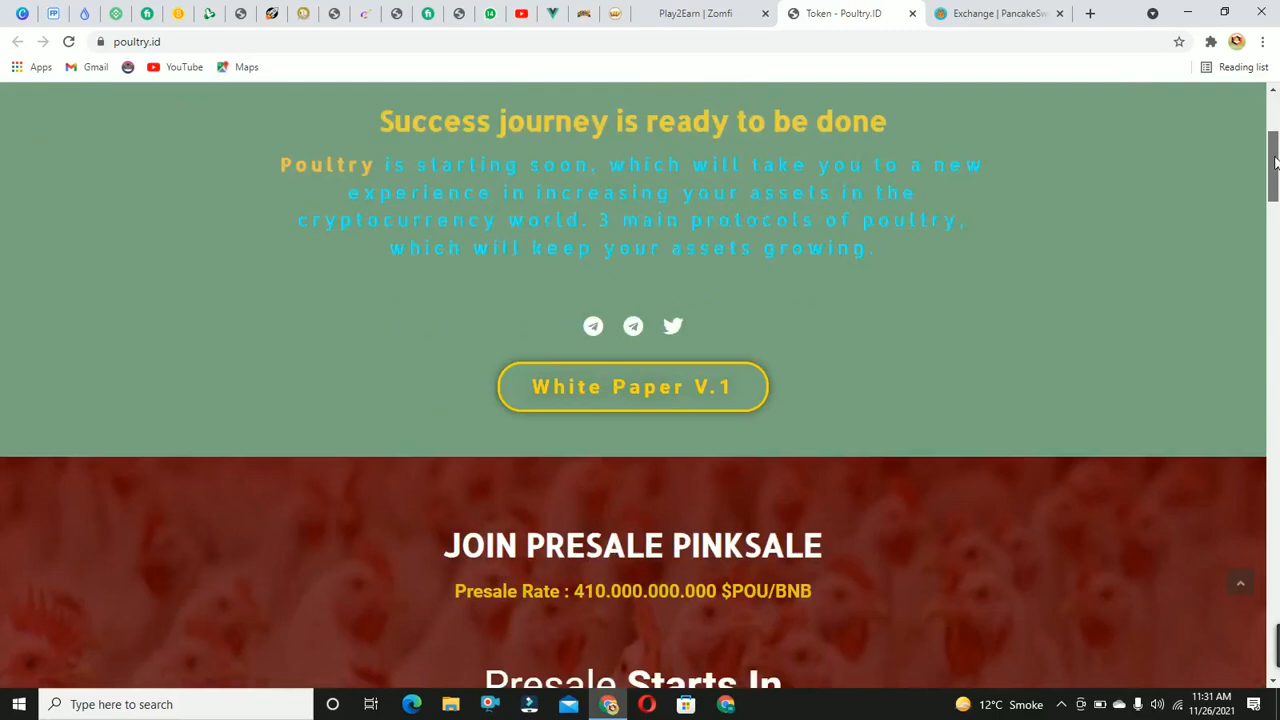 Play2Earn | Zomfi
Token - Poultry.ID
Exchange | PancakeSw
poultry.id
Apps
Gmail
YouTube
Maps
Reading list
Success journey is ready to be done
Poultry is starting soon, which will take you to a new
experience in increasing your assets in the
cryptocurrency world. 3 main protocols of poultry,
which will keep your assets growing.
White Paper V.1
JOIN PRESALE PINKSALE
Presale Rate : 410.000.000.000 $POU/BNB
Presale Starts In
Type here to search
12°C Smoke
11:31 AM
11/26/2021